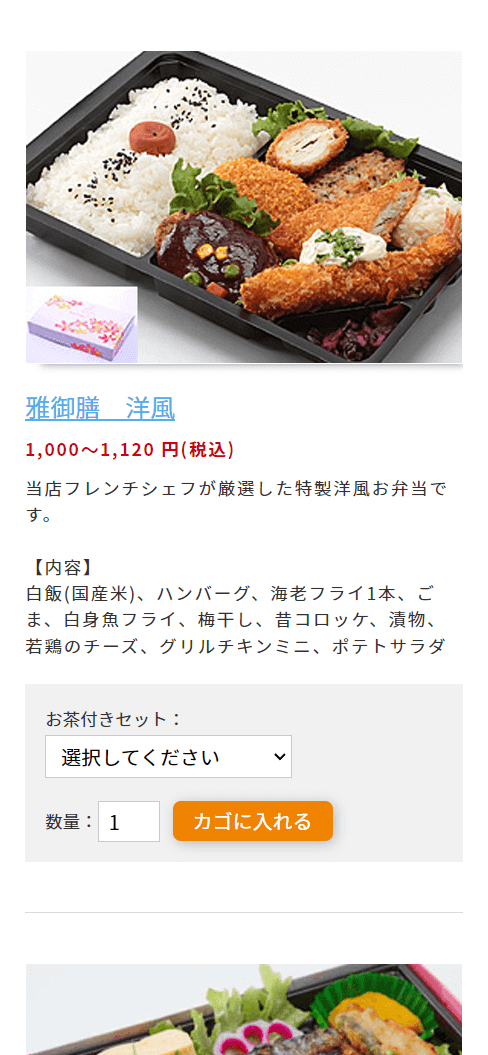 雅御膳　洋風
1,000～1,120 円(税込)
当店フレンチシェフが厳選した特製洋風お弁当で
す。
【内容】
白飯(国産米)、ハンバーグ、海老フライ1本、ご
ま、白身魚フライ、梅干し、昔コロッケ、漬物、
若鶏のチーズ、グリルチキンミニ、ポテトサラダ
お茶付きセット：
選択してください
数量：1 カゴに入れる